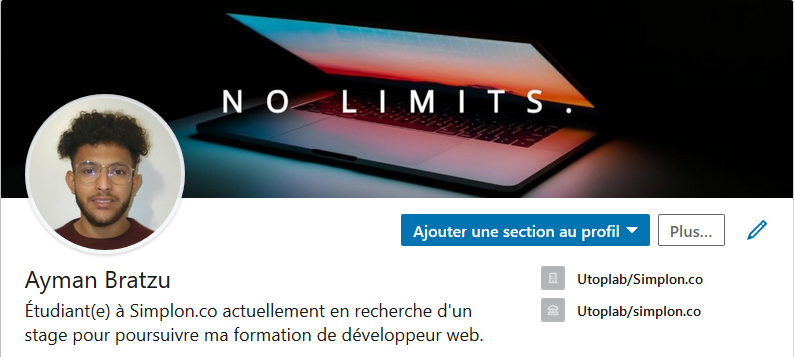 NO LIMITS.
Ajouter une section au profil
Plus...
Ayman Bratzu
Étudiant(e) à Simplon.co actuellement en recherche d'un
stage pour poursuivre ma formation de développeur web.
Utoplab/Simplon.co
Utoplab/simplon.co